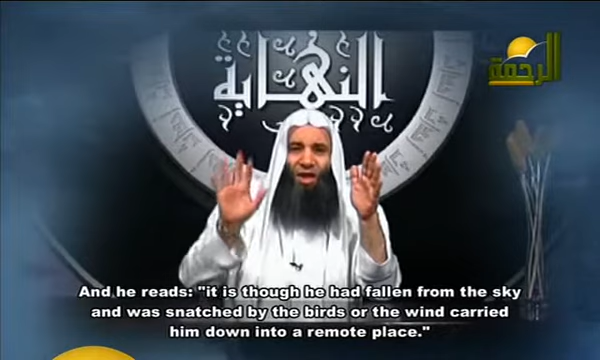 النهاية
الرحمة
And he reads: "it is though he had fallen from the sky
and was snatched by the birds or the wind carried
him down into a remote place."